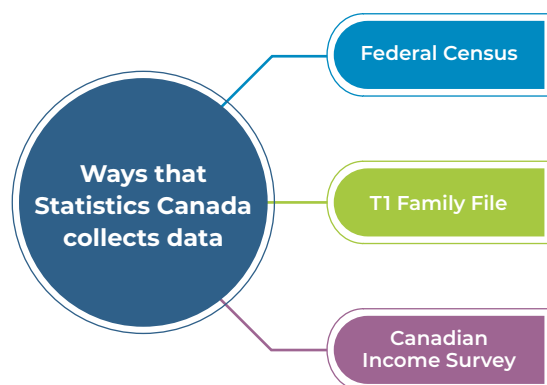 Ways that
Statistics Canada
collects data
Federal Census
T1 Family File
Canadian
Income Survey